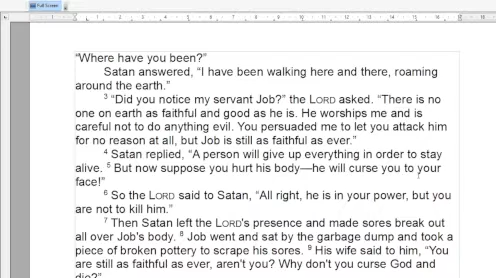 Full Screen
“Where have you been?”
Satan answered, “I have been walking here and there, roaming
around the earth.”
3 “Did you notice my servant Job?” the LORD asked. “There is no
one on earth as faithful and good as he is. He worships me and is
careful not to do anything evil. You persuaded me to let you attack him
for no reason at all, but Job is still as faithful as ever.”
4 Satan replied, “A person will give up everything in order to stay
alive. 5 But now suppose you hurt his body—he will curse you to your
face!”
6 So the LORD said to Satan, “All right, he is in your power, but you
are not to kill him.”
7 Then Satan left the LORD's presence and made sores break out
all over Job's body. 8 Job went and sat by the garbage dump and took a
piece of broken pottery to scrape his sores. 9 His wife said to him, “You
are still as faithful as ever, aren't you? Why don't you curse God and
die?”